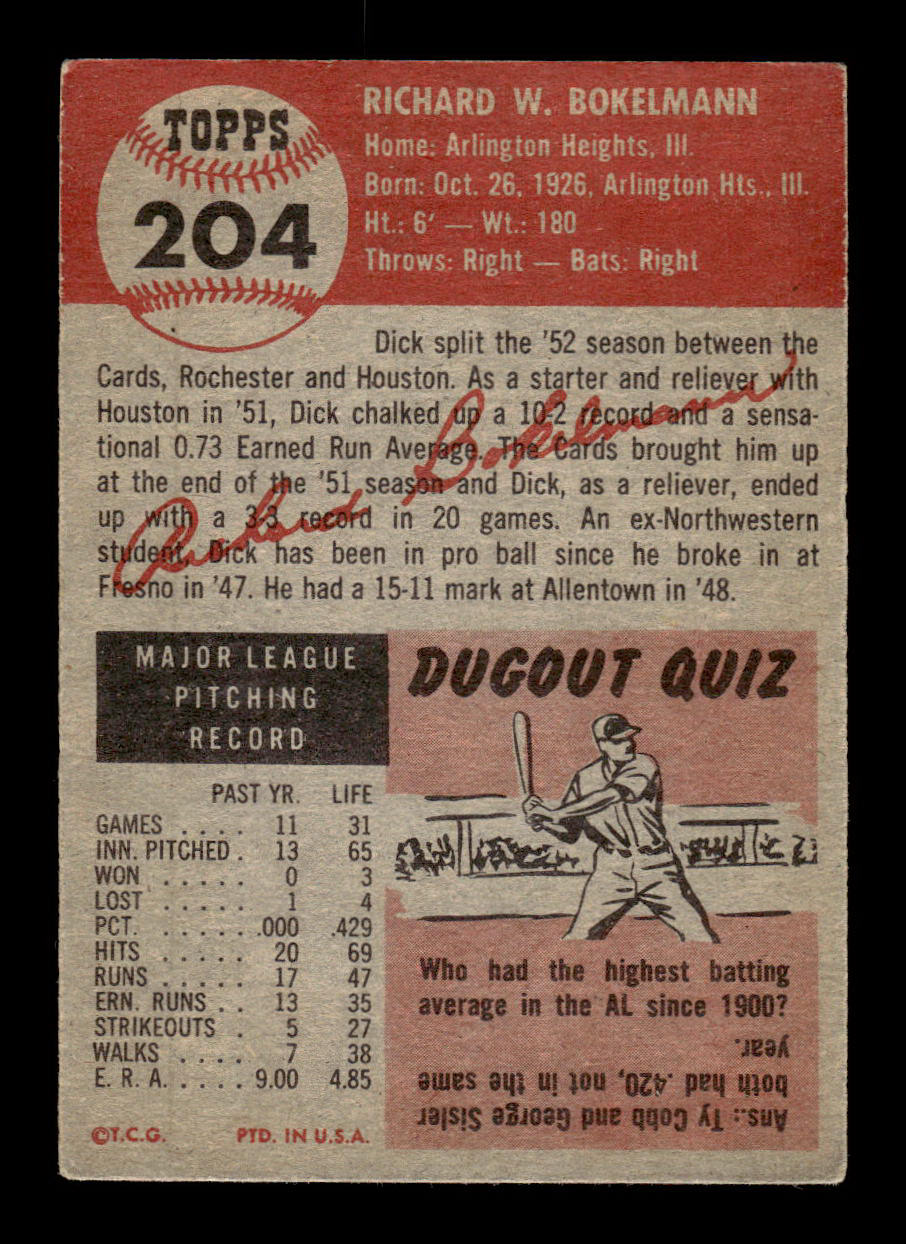 TOPPS
204
RICHARD W. BOKELMANN
Home: Arlington Heights, Ill.
Born: Oct. 26, 1926, Arlington Hts., Ill.
Ht.: 6' — Wt.: 180
Throws: Right — Bats: Right
Dick split the '52 season between the
Cards, Rochester and Houston. As a starter and reliever with
Houston in '51, Dick chalked up a 10-2 record and a sensa-
tional 0.73 Earned Run Average. The Cards brought him up
at the end of the '51 season and Dick, as a reliever, ended
up with a 3-3 record in 20 games. An ex-Northwestern
student, Dick has been in pro ball since he broke in at
Fresno in '47. He had a 15-11 mark at Allentown in '48.
Richard Bokelmann
MAJOR LEAGUE
PITCHING
RECORD
PAST YR. LIFE
GAMES .... 11 31
INN. PITCHED . 13 65
WON ..... 0 3
LOST ..... 1 4
PCT. ...... .000 .429
HITS ..... 20 69
RUNS ..... 17 47
ERN. RUNS .. 13 35
STRIKEOUTS . 5 27
WALKS .... 7 38
E. R. A. .... 9.00 4.85
©T.C.G. PTD. IN U.S.A.
DUGOUT QUIZ
Who had the highest batting
average in the AL since 1900?
Ans.: Ty Cobb and George Sisler
both had .420, not in the same
year.